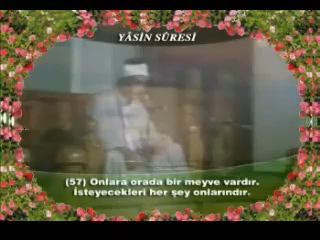 YÂSİN SÛRESİ
(57) Onlara orada bir meyve vardır.
İsteyecekleri her şey onlarındır.